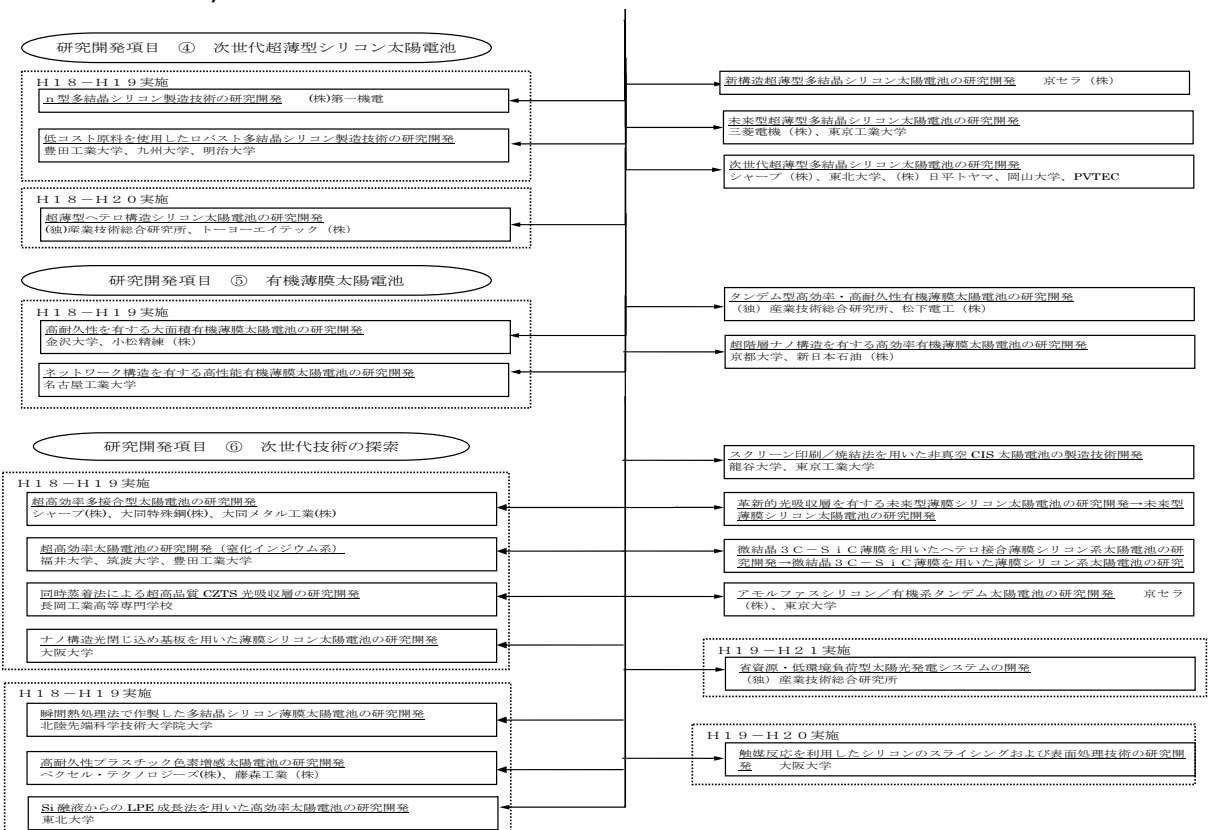 研究開発項目　④　次世代超薄型シリコン太陽電池
Ｈ１８－Ｈ１９実施
ｎ型多結晶シリコン製造技術の研究開発　　(株)第一機電
低コスト原料を使用したロバスト多結晶シリコン製造技術の研究開発
豊田工業大学、九州大学、明治大学
Ｈ１８－Ｈ２０実施
超薄型ヘテロ構造シリコン太陽電池の研究開発
(独)産業技術総合研究所、トーヨーエイテック（株）
新構造超薄型多結晶シリコン太陽電池の研究開発　　京セラ（株）
未来型超薄型多結晶シリコン太陽電池の研究開発
三菱電機（株)、東京工業大学
次世代超薄型多結晶シリコン太陽電池の研究開発
シャープ（株)、東北大学、(株）日平トヤマ、岡山大学、PVTEC
研究開発項目　⑤　有機薄膜太陽電池
Ｈ１８－Ｈ１９実施
高耐久性を有する大面積有機薄膜太陽電池の研究開発
金沢大学、小松精練（株）
ネットワーク構造を有する高性能有機薄膜太陽電池の研究開発
名古屋工業大学
タンデム型高効率・高耐久性有機薄膜太陽電池の研究開発
（独）産業技術総合研究所、松下電工（株）
超階層ナノ構造を有する高効率有機薄膜太陽電池の研究開発
京都大学、新日本石油（株）
研究開発項目　⑥　次世代技術の探索
Ｈ１８－Ｈ１９実施
超高効率多接合型太陽電池の研究開発
シャープ(株)、大同特殊鋼(株)、大同メタル工業(株)
超高効率太陽電池の研究開発（窒化インジウム系）
福井大学、筑波大学、豊田工業大学
同時蒸着法による超高品質 CZTS 光吸収層の研究開発
長岡工業高等専門学校
ナノ構造光閉じ込め基板を用いた薄膜シリコン太陽電池の研究開発
大阪大学
Ｈ１８－Ｈ１９実施
瞬間熱処理法で作製した多結晶シリコン薄膜太陽電池の研究開発
北陸先端科学技術大学院大学
高耐久性プラスチック色素増感太陽電池の研究開発
ペクセル・テクノロジーズ(株)、藤森工業（株）
Si 融液からの LPE 成長法を用いた高効率太陽電池の研究開発
東北大学
スクリーン印刷／焼結法を用いた非真空 CIS 太陽電池の製造技術開発
龍谷大学、東京工業大学
革新的光吸収層を有する未来型薄膜シリコン太陽電池の研究開発→未来型
薄膜シリコン太陽電池の研究開発
微結晶３Ｃ－ＳｉＣ薄膜を用いたヘテロ接合薄膜シリコン系太陽電池の研
究開発→微結晶３Ｃ－ＳｉＣ薄膜を用いた薄膜シリコン系太陽電池の研究
アモルファスシリコン／有機系タンデム太陽電池の研究開発　　京セラ
（株)、東京大学
Ｈ１９－Ｈ２１実施
省資源・低環境負荷型太陽光発電システムの開発
（独）産業技術総合研究所
Ｈ１９－Ｈ２０実施
触媒反応を利用したシリコンのスライシングおよび表面処理技術の研究開
発　　大阪大学